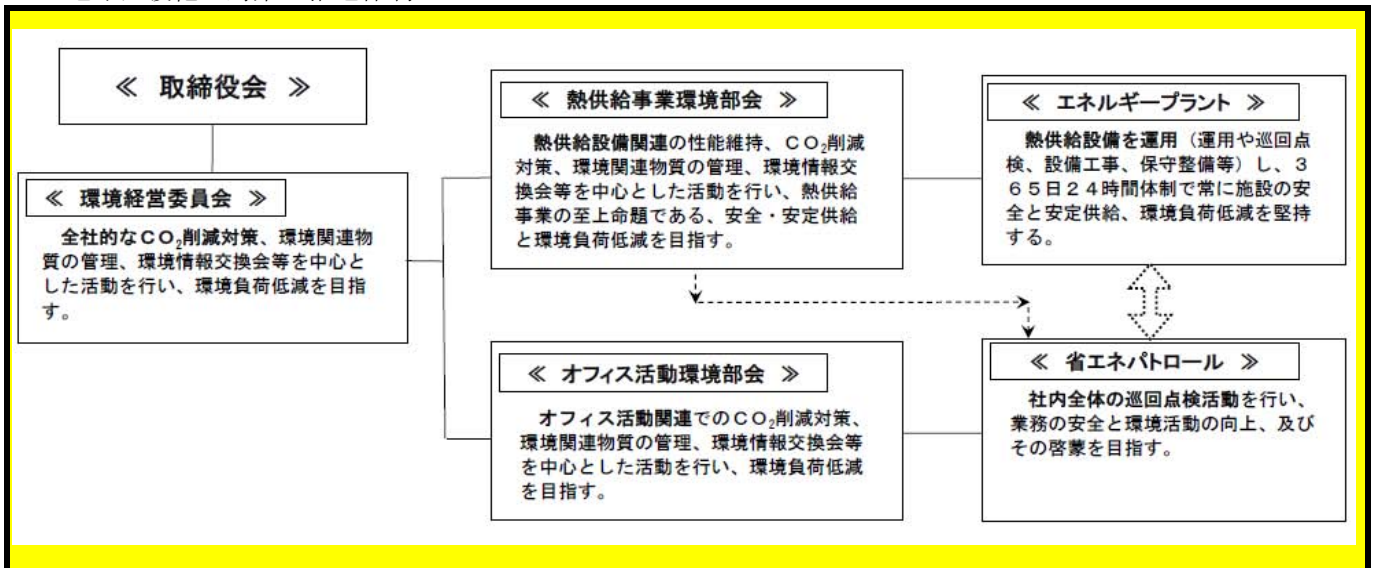 ≪ 取締役会 ≫
≪ 環境経営委員会 ≫
全社的なCO₂削減対策、環境関連物
質の管理、環境情報交換会等を中心と
した活動を行い、環境負荷低減を目指
す。
≪ 熱供給事業環境部会 ≫
熱供給設備関連の性能維持、CO₂削減
対策、環境関連物質の管理、環境情報交
換会等を中心とした活動を行い、熱供給
事業の至上命題である、安全・安定供給
と環境負荷低減を目指す。
≪ エネルギープラント ≫
熱供給設備を運用（運用や巡回点
検、設備工事、保守整備等）し、３
６５日２４時間体制で常に施設の安
全と安定供給、環境負荷低減を堅持
する。
≪ オフィス活動環境部会 ≫
オフィス活動関連でのCO₂削減対策、
環境関連物質の管理、環境情報交換会等
を中心とした活動を行い、環境負荷低減
を目指す。
≪ 省エネパトロール ≫
社内全体の巡回点検活動を行い、
業務の安全と環境活動の向上、及び
その啓蒙を目指す。